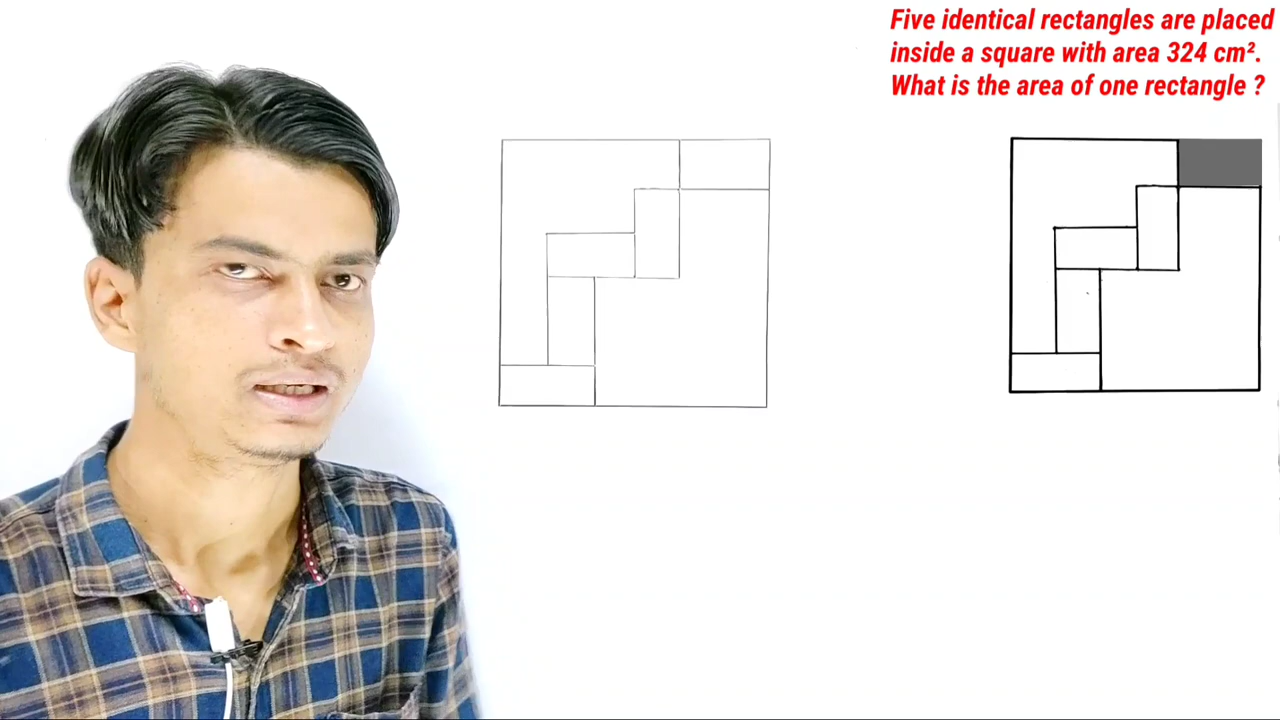 Five identical rectangles are placed
inside a square with area 324 cm².
What is the area of one rectangle ?